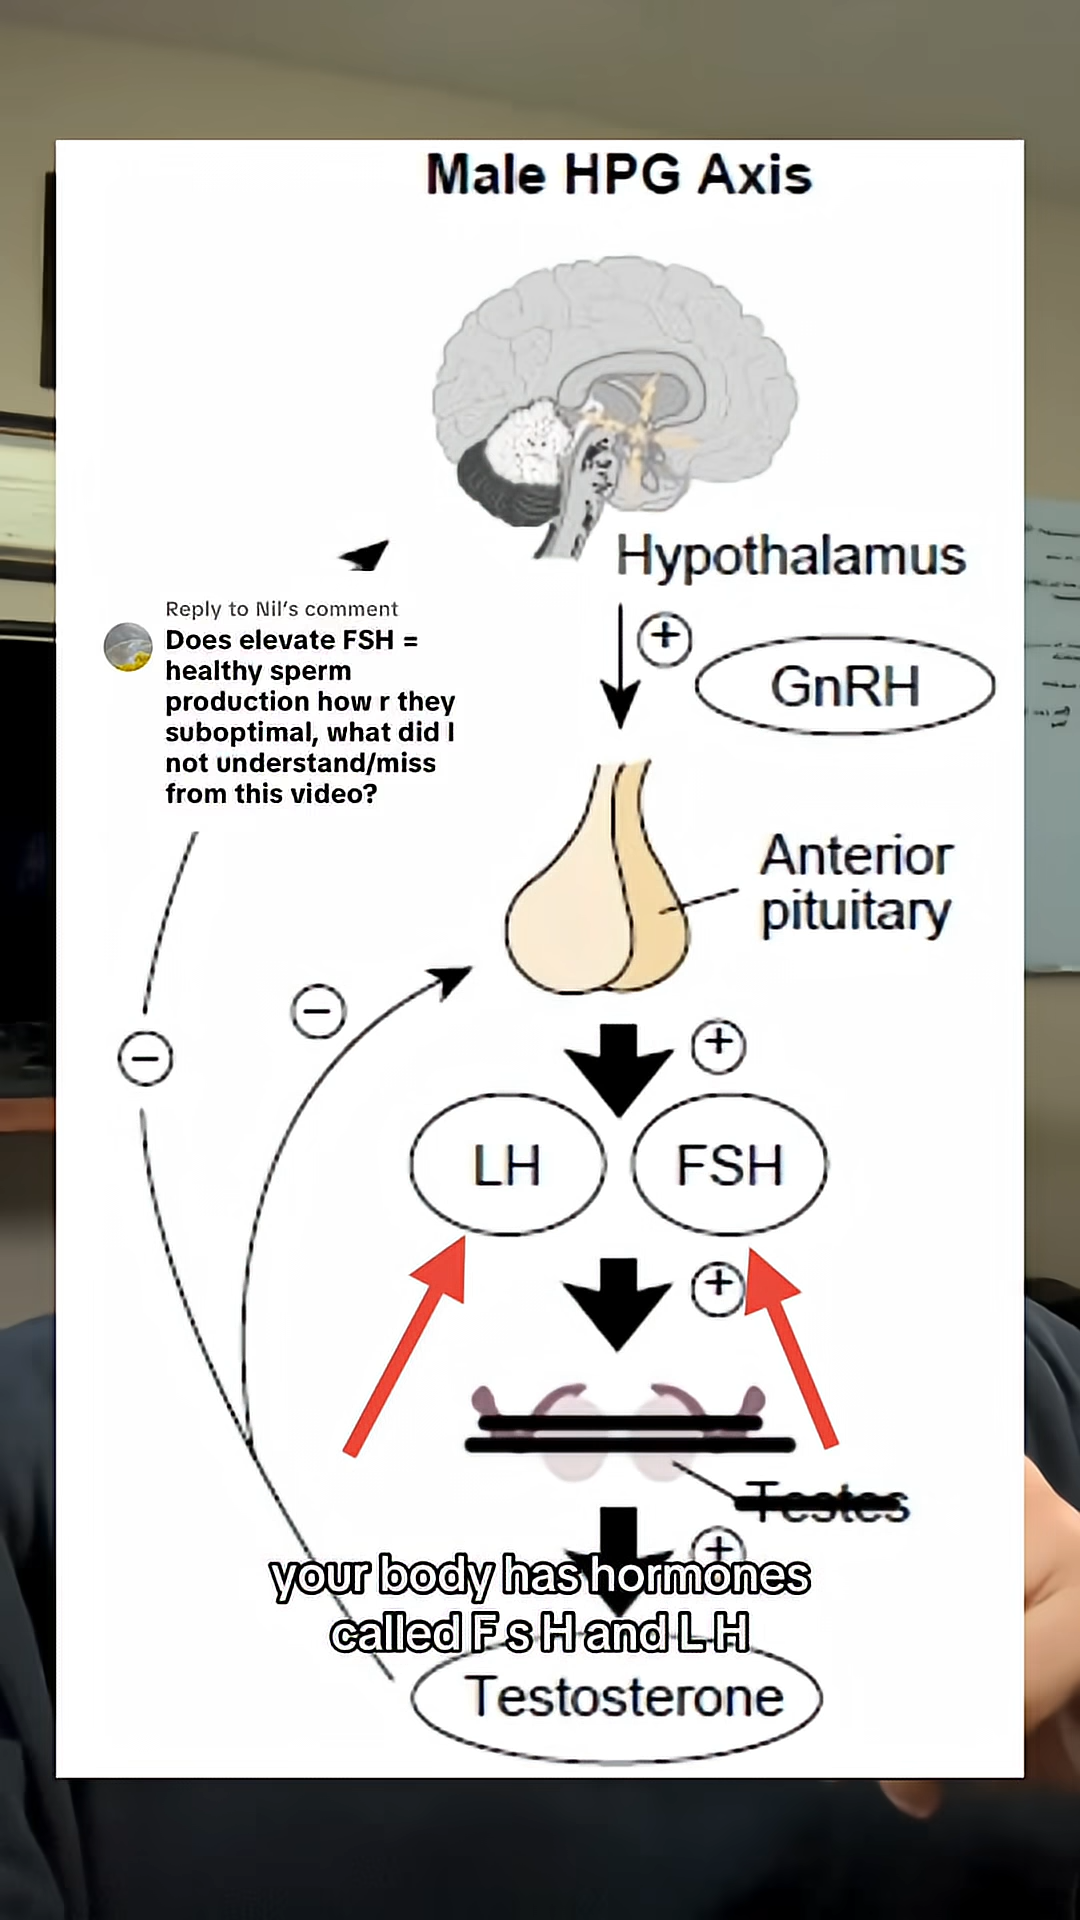 Male HPG Axis
Hypothalamus
+
GnRH
Reply to Nil's comment
Does elevate FSH =
healthy sperm
production how r they
suboptimal, what did I
not understand/miss
from this video?
Anterior
pituitary
−
−
+
LH
FSH
+
Testes
+
your body has hormones
called F s H and L H
Testosterone